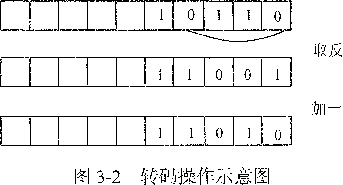 1 0 1 1 0
取反
1 1 0 0 1
加一
1 1 0 1 0
图 3-2 转码操作示意图